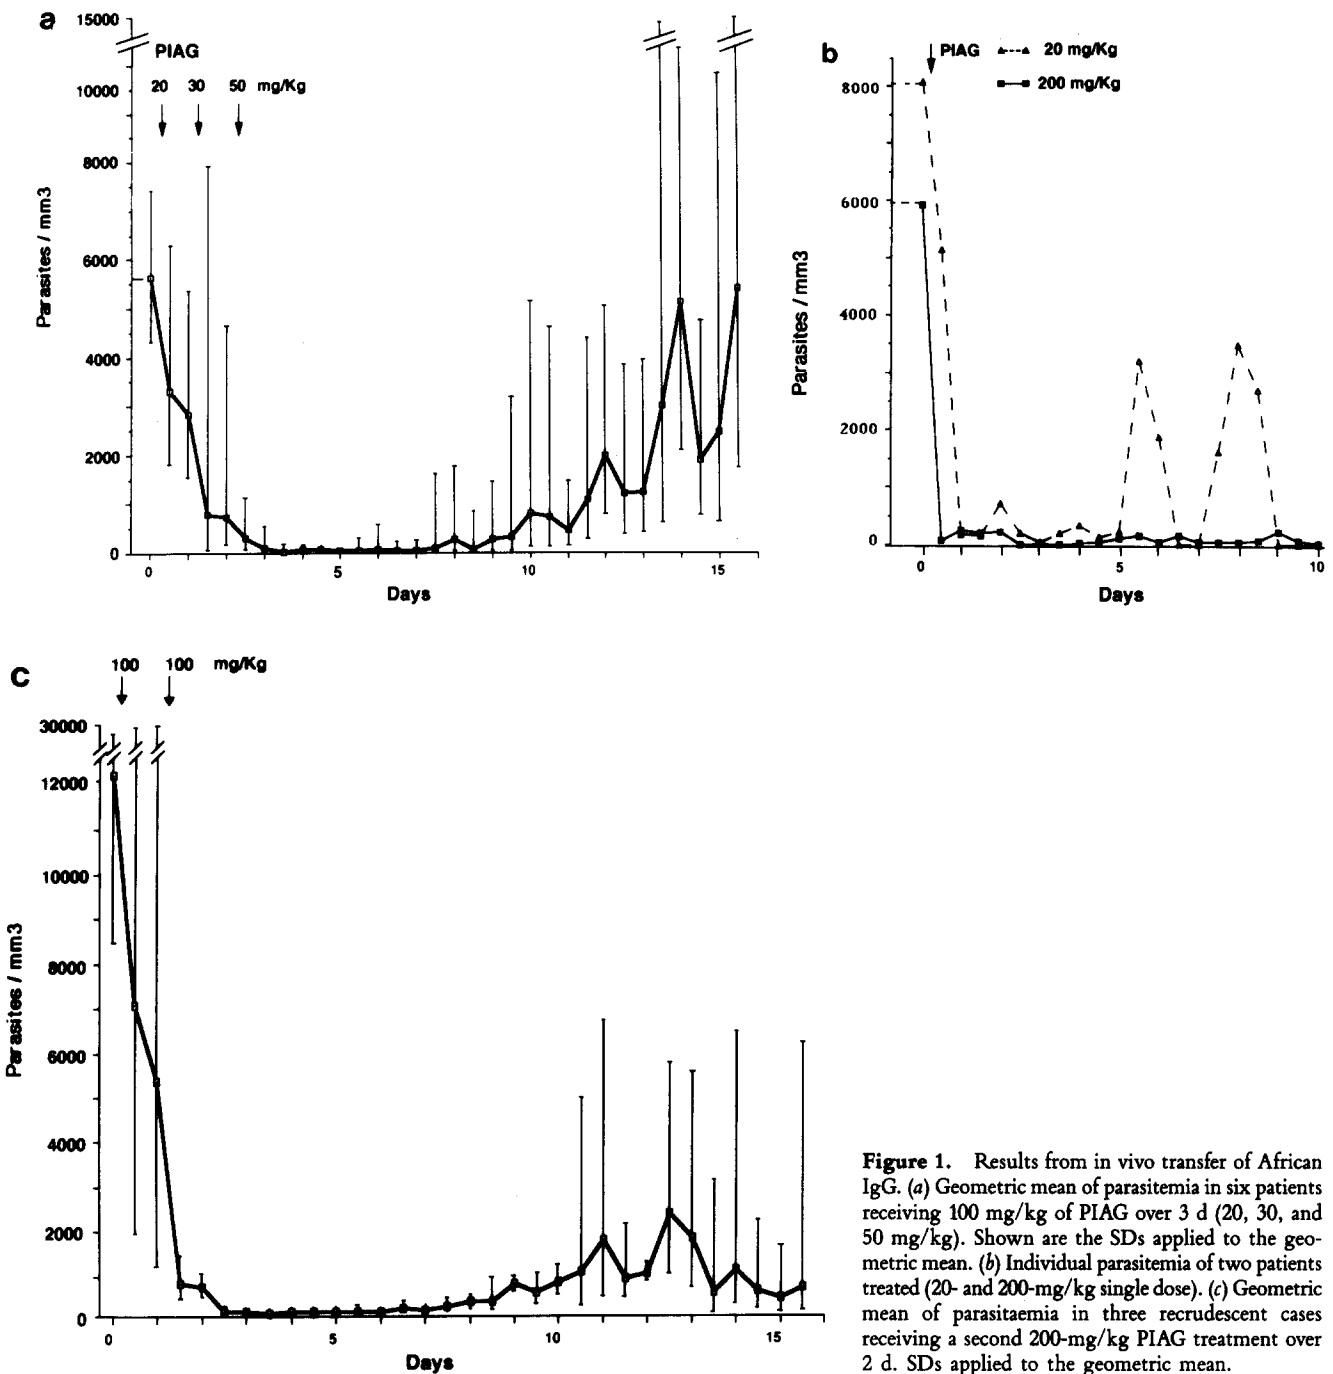 a
15000
PIAG
20 30 50 mg/Kg
10000
8000
6000
4000
2000
0
Parasites / mm3
0 5 10 15
Days
b
PIAG
20 mg/Kg
200 mg/Kg
8000
6000
4000
2000
0
Parasites / mm3
0 5 10
Days
c
100 100 mg/Kg
30000
12000
10000
8000
6000
4000
2000
0
Parasites / mm3
0 5 10 15
Days
Figure 1. Results from in vivo transfer of African
IgG. (a) Geometric mean of parasitemia in six patients
receiving 100 mg/kg of PIAG over 3 d (20, 30, and
50 mg/kg). Shown are the SDs applied to the geo-
metric mean. (b) Individual parasitemia of two patients
treated (20- and 200-mg/kg single dose). (c) Geometric
mean of parasitaemia in three recrudescent cases
receiving a second 200-mg/kg PIAG treatment over
2 d. SDs applied to the geometric mean.